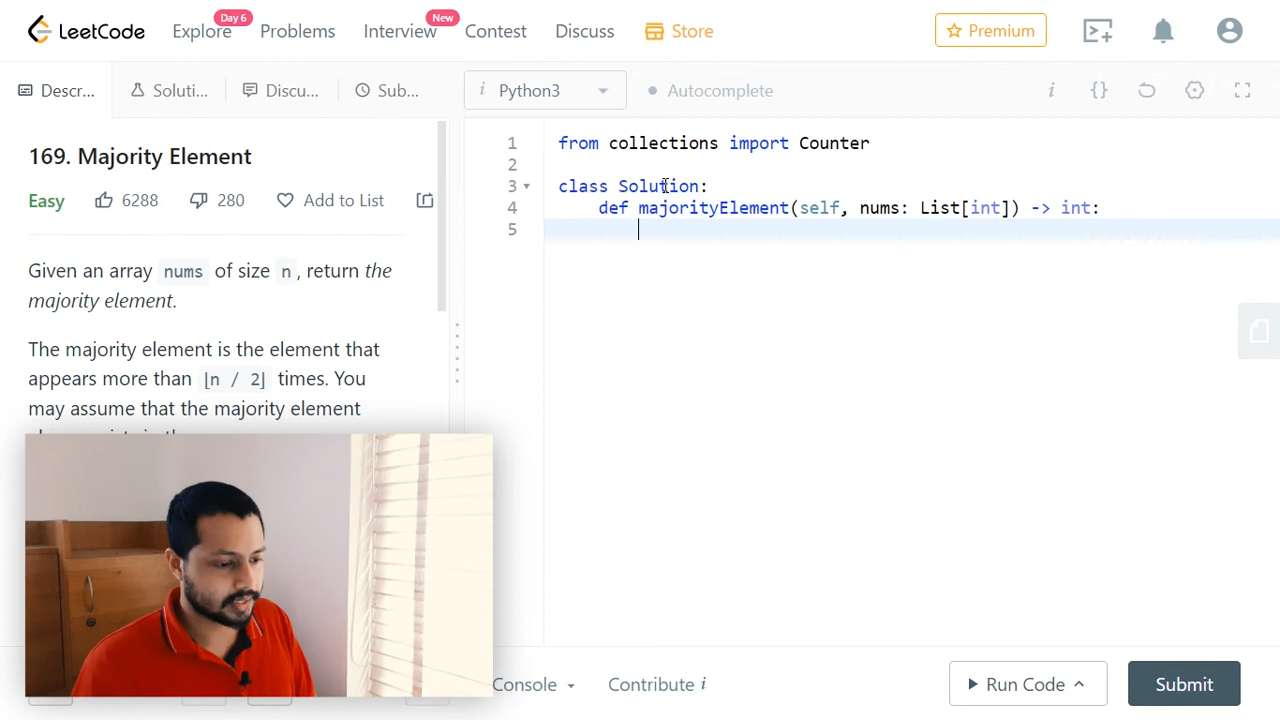 LeetCode Explore Day 6 Problems Interview New Contest Discuss Store Premium
Descr... Soluti... Discu... Sub... i Python3 Autocomplete i {}
169. Majority Element
Easy 6288 280 Add to List
Given an array nums of size n, return the
majority element.
The majority element is the element that
appears more than ⌊n / 2⌋ times. You
may assume that the majority element
1 from collections import Counter
2
3 class Solution:
4 def majorityElement(self, nums: List[int]) -> int:
5
Console Contribute i Run Code Submit